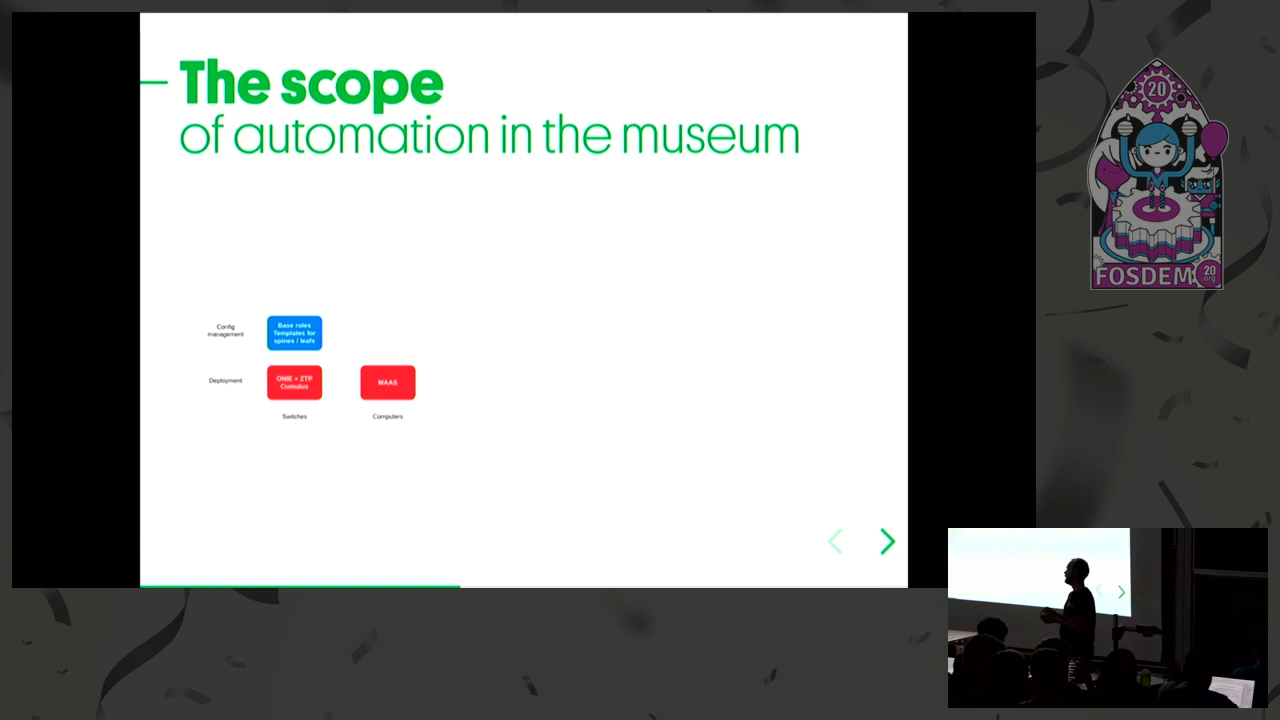 The scope
of automation in the museum
Config
management
Base roles
Templates for
spines / leafs
Deployment
ONIE + ZTP
Cumulus
MAAS
Switches
Computers
20
FOSDEM
20
.org